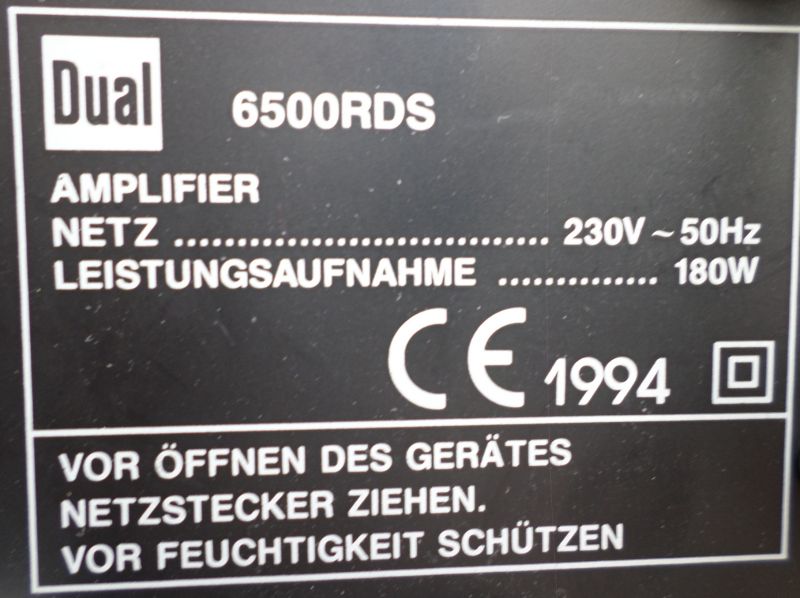 Dual 6500RDS
AMPLIFIER
NETZ .............................. 230V ~ 50Hz
LEISTUNGSAUFNAHME ............. 180W
CE 1994
VOR ÖFFNEN DES GERÄTES
NETZSTECKER ZIEHEN.
VOR FEUCHTIGKEIT SCHÜTZEN